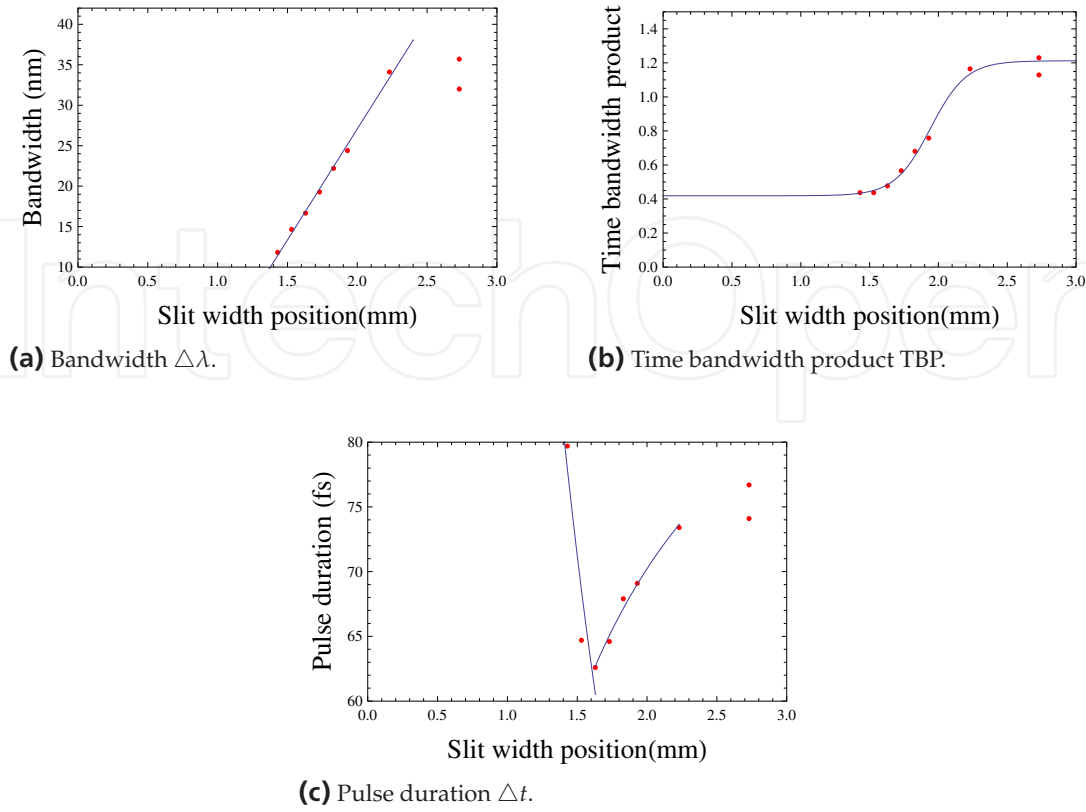 40
35
30
25
20
15
10
0.0 0.5 1.0 1.5 2.0 2.5 3.0
Bandwidth (nm)
Slit width position(mm)
(a) Bandwidth △λ.
1.4
1.2
1.0
0.8
0.6
0.4
0.2
0.0
0.0 0.5 1.0 1.5 2.0 2.5 3.0
Time bandwidth product
Slit width position(mm)
(b) Time bandwidth product TBP.
80
75
70
65
60
0.0 0.5 1.0 1.5 2.0 2.5 3.0
Pulse duration (fs)
Slit width position(mm)
(c) Pulse duration △t.
IntechOpen